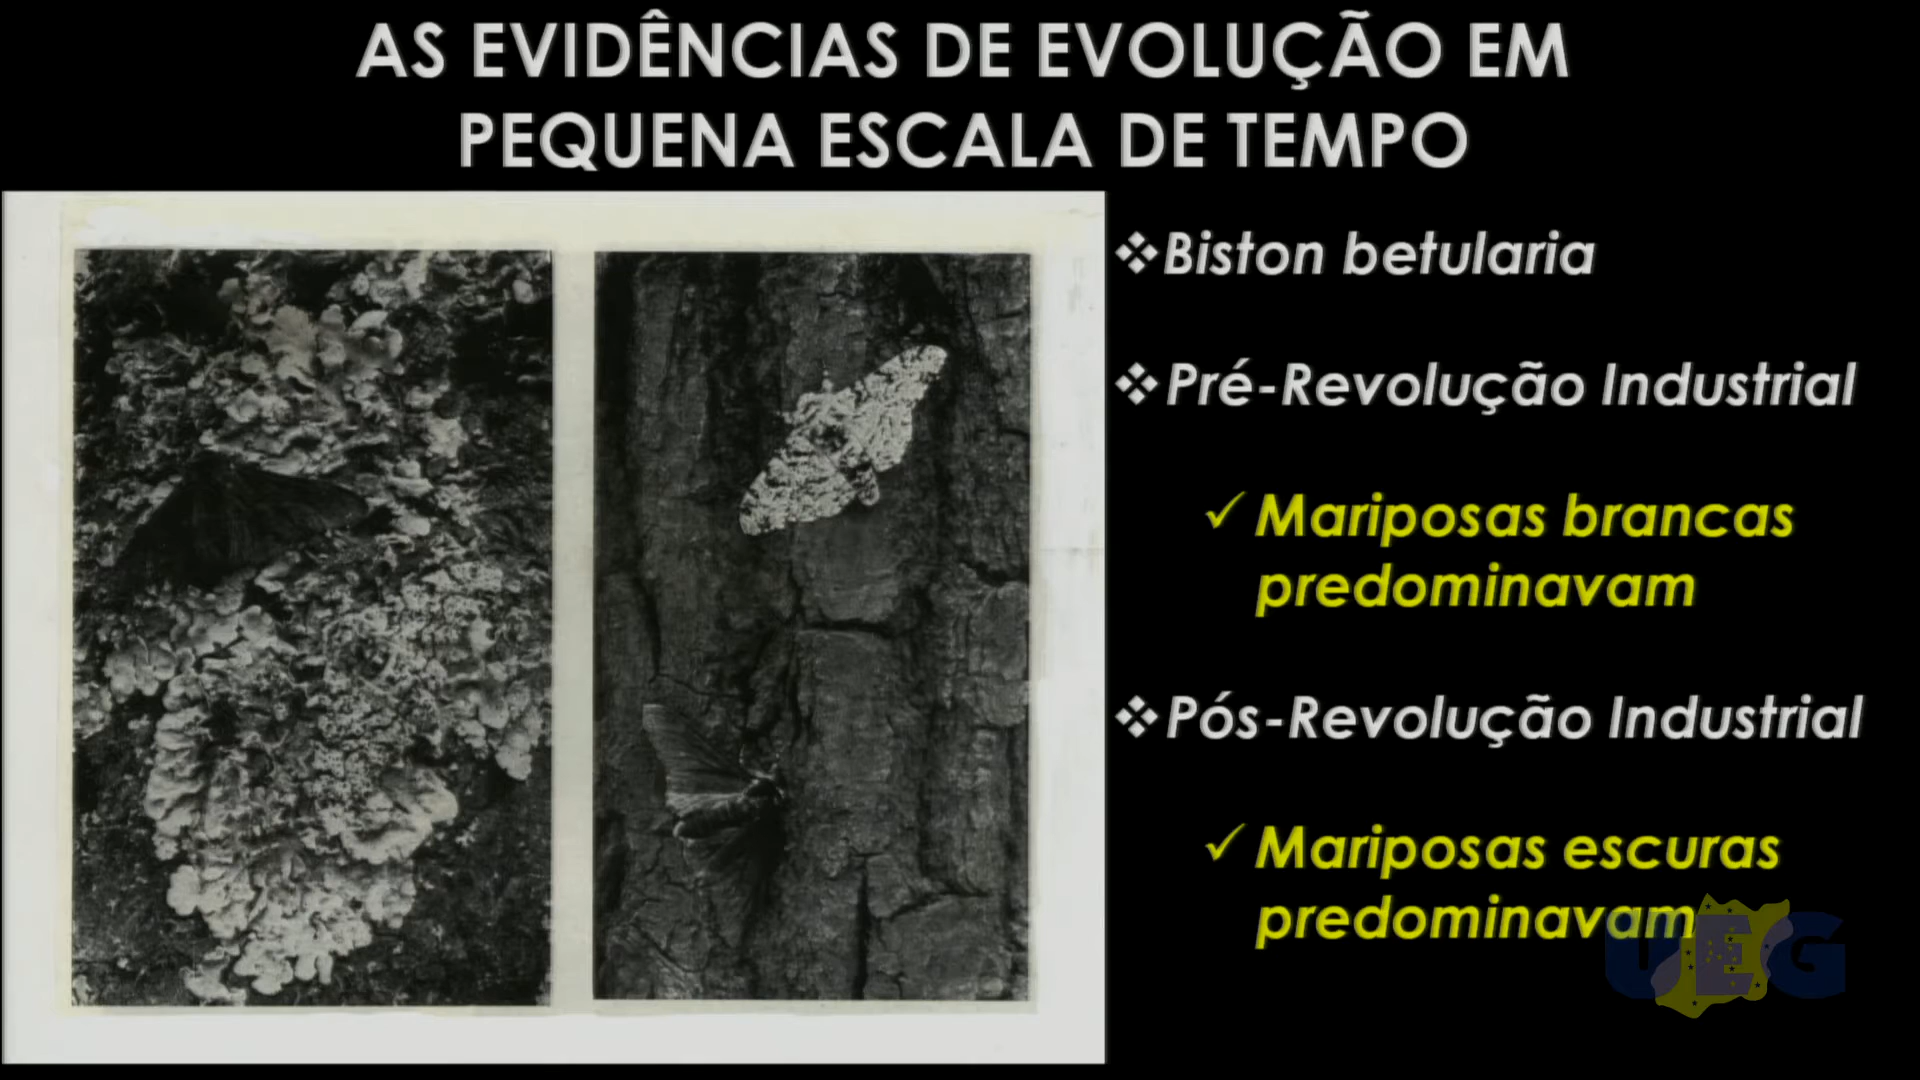 AS EVIDÊNCIAS DE EVOLUÇÃO EM
PEQUENA ESCALA DE TEMPO
❖Biston betularia
❖Pré-Revolução Industrial
✓ Mariposas brancas
predominavam
❖Pós-Revolução Industrial
✓ Mariposas escuras
predominavam
UEG